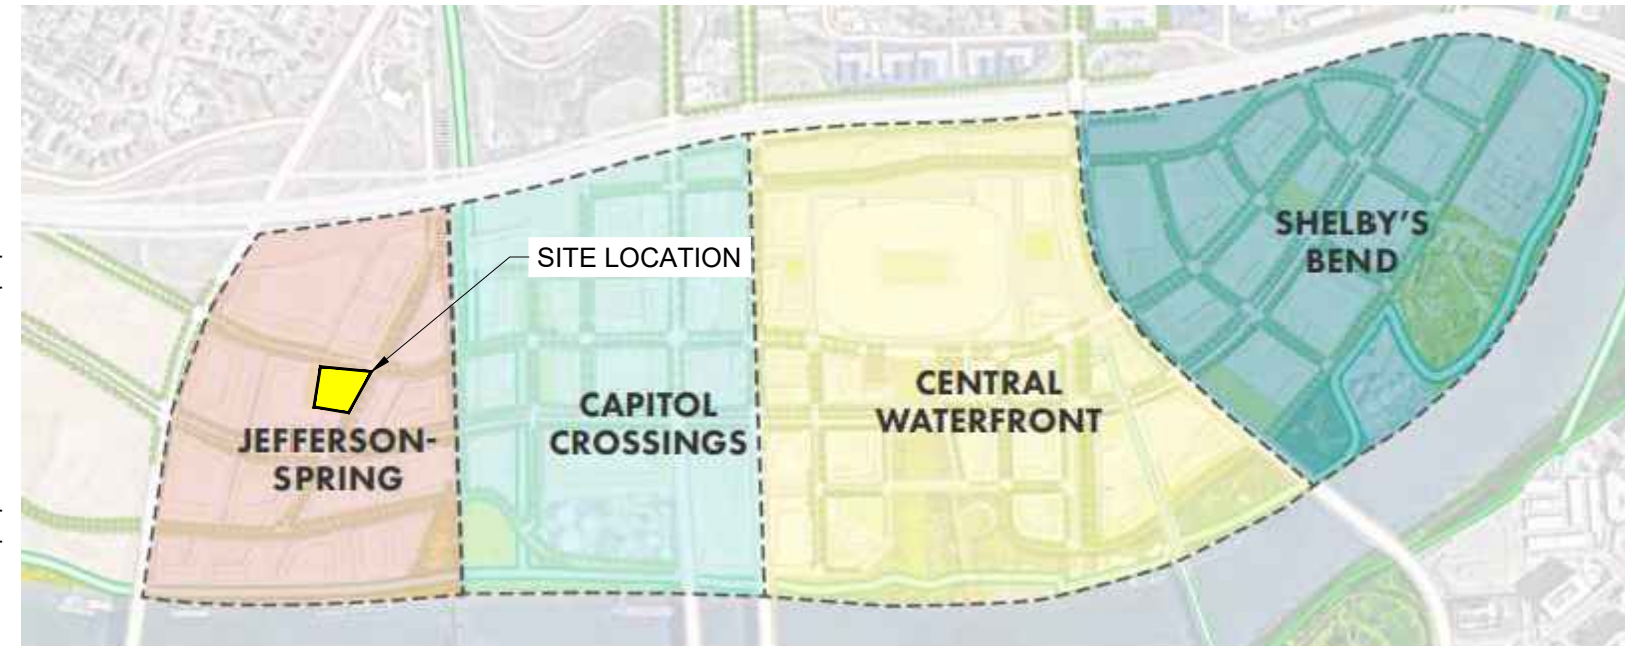 SITE LOCATION
JEFFERSON-
SPRING
CAPITOL
CROSSINGS
CENTRAL
WATERFRONT
SHELBY'S
BEND